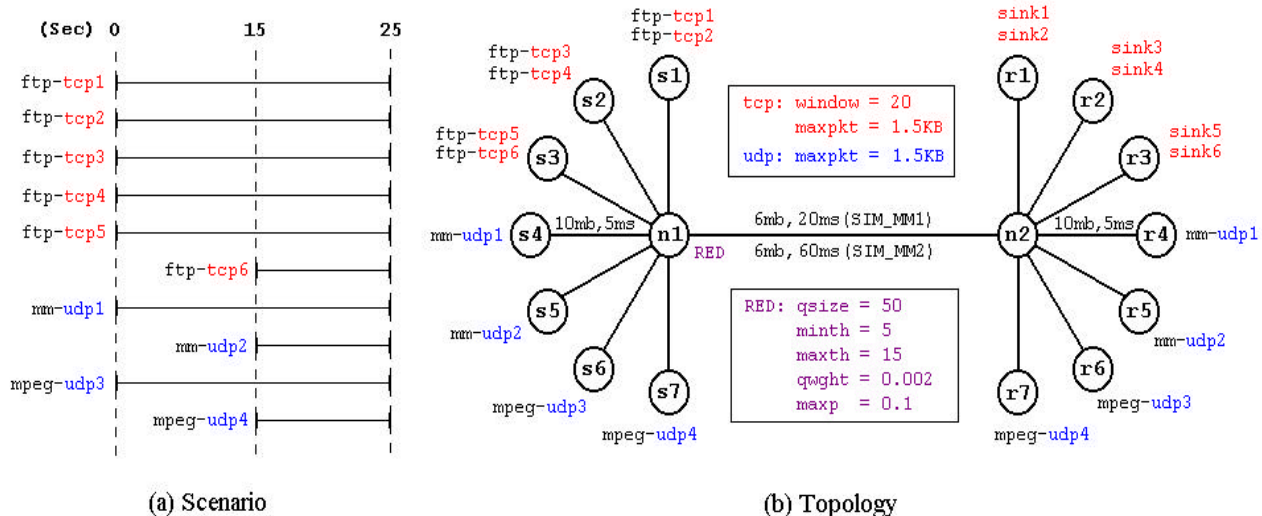 (Sec) 0 15 25
ftp-tcp1
ftp-tcp2
ftp-tcp3
ftp-tcp4
ftp-tcp5
ftp-tcp6
mm-udp1
mm-udp2
mpeg-udp3
mpeg-udp4
(a) Scenario
ftp-tcp1
ftp-tcp2
s1
ftp-tcp3
ftp-tcp4
s2
ftp-tcp5
ftp-tcp6
s3
mm-udp1
s4
10mb,5ms
n1
RED
mm-udp2
s5
mpeg-udp3
s6
mpeg-udp4
s7
tcp: window = 20
maxpkt = 1.5KB
udp: maxpkt = 1.5KB
6mb,20ms(SIM_MM1)
6mb,60ms(SIM_MM2)
RED: qsize = 50
minth = 5
maxth = 15
qwght = 0.002
maxp = 0.1
sink1
sink2
r1
sink3
sink4
r2
sink5
sink6
r3
n2
10mb,5ms
r4
mm-udp1
r5
mm-udp2
r6
mpeg-udp3
r7
mpeg-udp4
(b) Topology